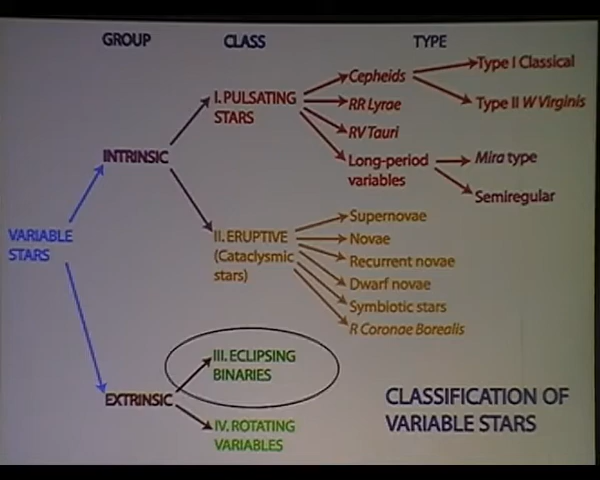 GROUP
CLASS
TYPE
VARIABLE
STARS
INTRINSIC
I. PULSATING
STARS
Cepheids
Type I Classical
Type II W Virginis
RR Lyrae
RV Tauri
Long-period
variables
Mira type
Semiregular
II. ERUPTIVE
(Cataclysmic
stars)
Supernovae
Novae
Recurrent novae
Dwarf novae
Symbiotic stars
R Coronae Borealis
EXTRINSIC
III. ECLIPSING
BINARIES
IV. ROTATING
VARIABLES
CLASSIFICATION OF
VARIABLE STARS